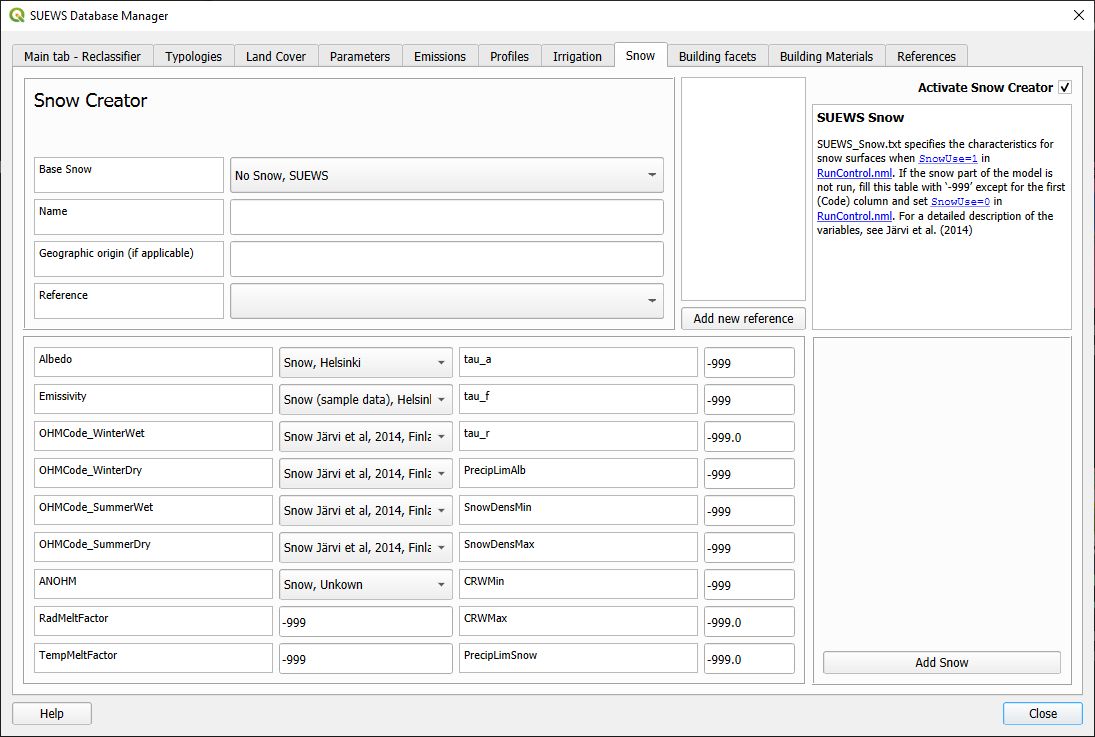 SUEWS Database Manager
Main tab - Reclassifier Typologies Land Cover Parameters Emissions Profiles Irrigation Snow Building facets Building Materials References
Snow Creator
Base Snow No Snow, SUEWS
Name
Geographic origin (if applicable)
Reference
Add new reference
Activate Snow Creator
SUEWS Snow
SUEWS_Snow.txt specifies the characteristics for
snow surfaces when SnowUse=1 in
RunControl.nml. If the snow part of the model is
not run, fill this table with ‘-999’ except for the first
(Code) column and set SnowUse=0 in
RunControl.nml. For a detailed description of the
variables, see Järvi et al. (2014)
Albedo Snow, Helsinki tau_a -999
Emissivity Snow (sample data), Helsinl tau_f -999
OHMCode_WinterWet Snow Järvi et al, 2014, Finla tau_r -999.0
OHMCode_WinterDry Snow Järvi et al, 2014, Finla PrecipLimAlb -999
OHMCode_SummerWet Snow Järvi et al, 2014, Finla SnowDensMin -999
OHMCode_SummerDry Snow Järvi et al, 2014, Finla SnowDensMax -999
ANOHM Snow, Unkown CRWMin -999
RadMeltFactor -999 CRWMax -999.0
TempMeltFactor -999 PrecipLimSnow -999.0
Add Snow
Help
Close